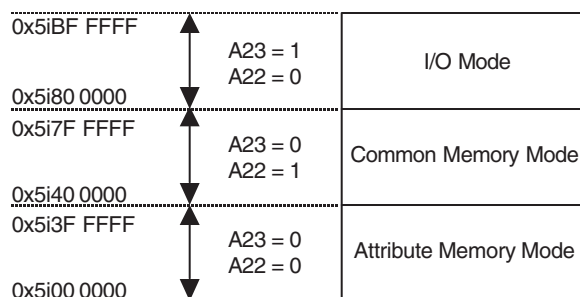 0x5iBF FFFF
A23 = 1
A22 = 0
I/O Mode
0x5i80 0000
0x5i7F FFFF
A23 = 0
A22 = 1
Common Memory Mode
0x5i40 0000
0x5i3F FFFF
A23 = 0
A22 = 0
Attribute Memory Mode
0x5i00 0000